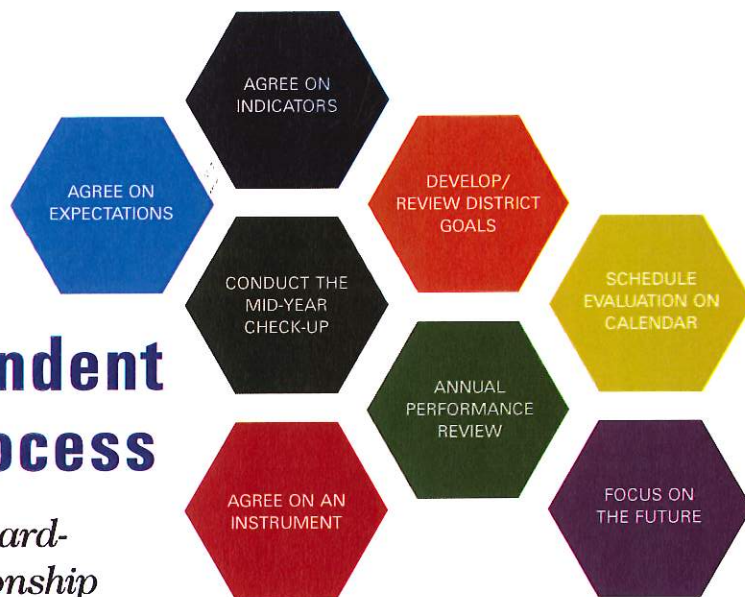 AGREE ON
INDICATORS
AGREE ON
EXPECTATIONS
DEVELOP/
REVIEW DISTRICT
GOALS
CONDUCT THE
MID-YEAR
CHECK-UP
SCHEDULE
EVALUATION ON
CALENDAR
ndent
ocess
ANNUAL
PERFORMANCE
REVIEW
AGREE ON AN
INSTRUMENT
FOCUS ON
THE FUTURE
ard-
onship